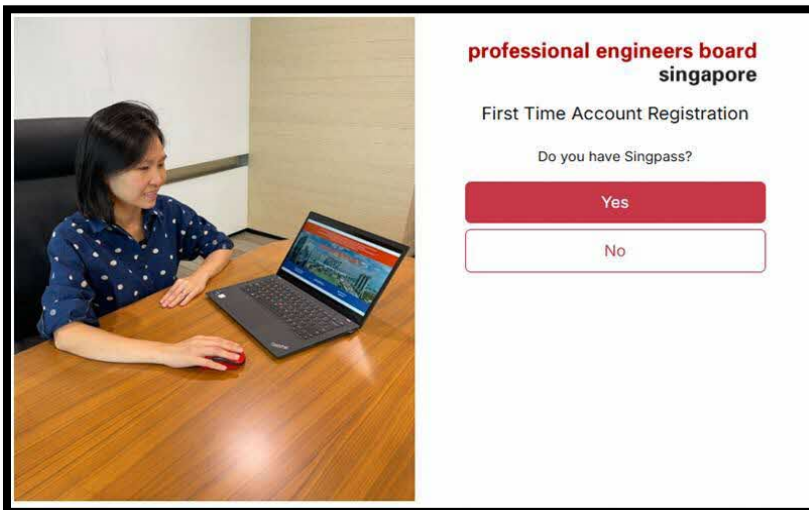 professional engineers board
singapore
First Time Account Registration
Do you have Singpass?
Yes
No